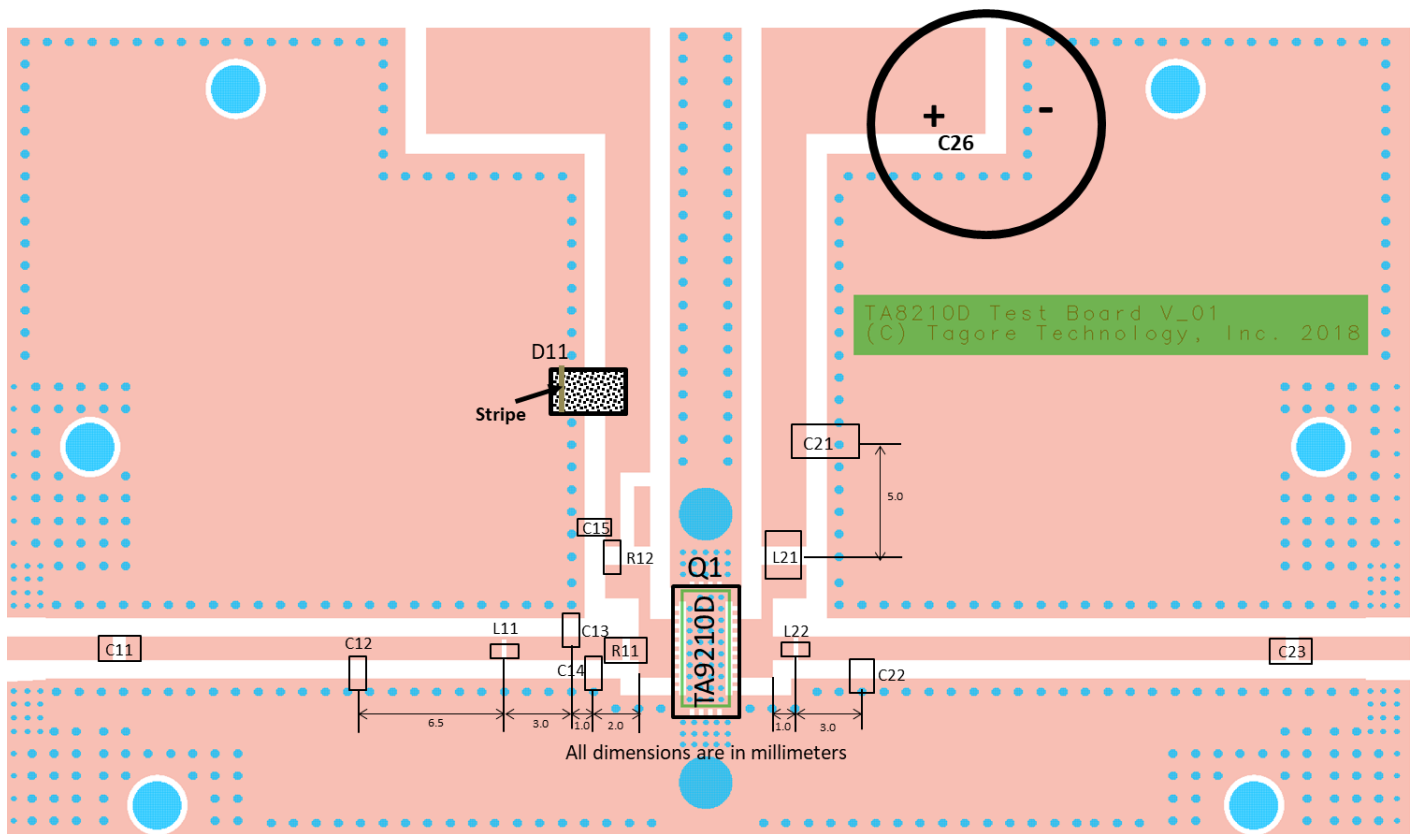 +
-
C26
TA8210D Test Board V_01
(C) Tagore Technology, Inc. 2018
D11
Stripe
C21
5.0
C15
R12
L21
Q1
TA9210D
C11
C12
L11
C13
C14
R11
L22
C22
C23
6.5
3.0
1.0
2.0
1.0
3.0
All dimensions are in millimeters